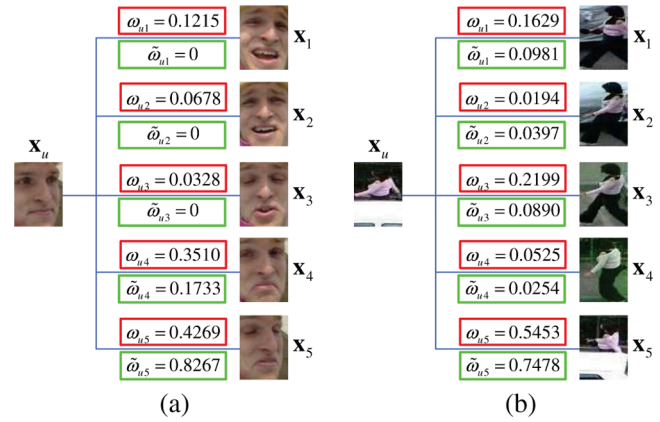 x_u
ω_{u1} = 0.1215
ω̃_{u1} = 0
x_1
ω_{u2} = 0.0678
ω̃_{u2} = 0
x_2
ω_{u3} = 0.0328
ω̃_{u3} = 0
x_3
ω_{u4} = 0.3510
ω̃_{u4} = 0.1733
x_4
ω_{u5} = 0.4269
ω̃_{u5} = 0.8267
x_5
(a)
x_u
ω_{u1} = 0.1629
ω̃_{u1} = 0.0981
x_1
ω_{u2} = 0.0194
ω̃_{u2} = 0.0397
x_2
ω_{u3} = 0.2199
ω̃_{u3} = 0.0890
x_3
ω_{u4} = 0.0525
ω̃_{u4} = 0.0254
x_4
ω_{u5} = 0.5453
ω̃_{u5} = 0.7478
x_5
(b)